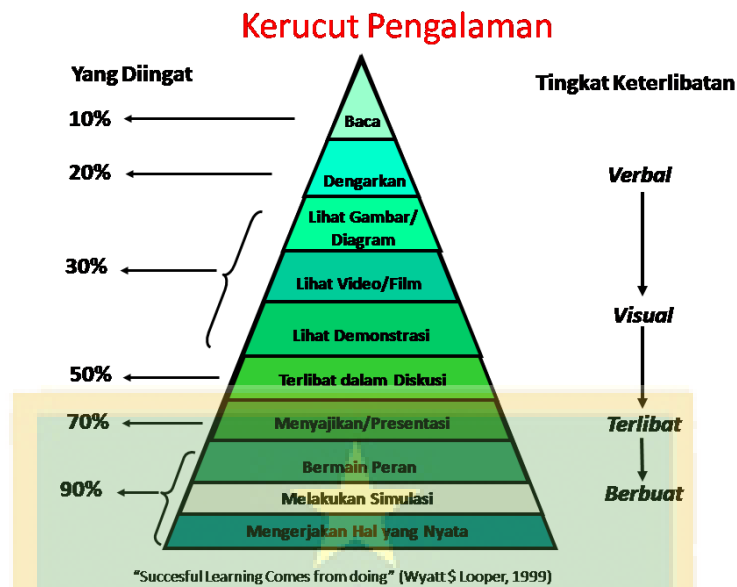 Kerucut Pengalaman
Yang Diingat
Tingkat Keterlibatan
10%
Baca
20%
Dengarkan
Verbal
Lihat Gambar/
Diagram
30%
Lihat Video/Film
Visual
Lihat Demonstrasi
50%
Terlibat dalam Diskusi
70%
Menyajikan/Presentasi
Terlibat
Bermain Peran
90%
Melakukan Simulasi
Berbuat
Mengerjakan Hal yang Nyata
“Succesful Learning Comes from doing” (Wyatt $ Looper, 1999)